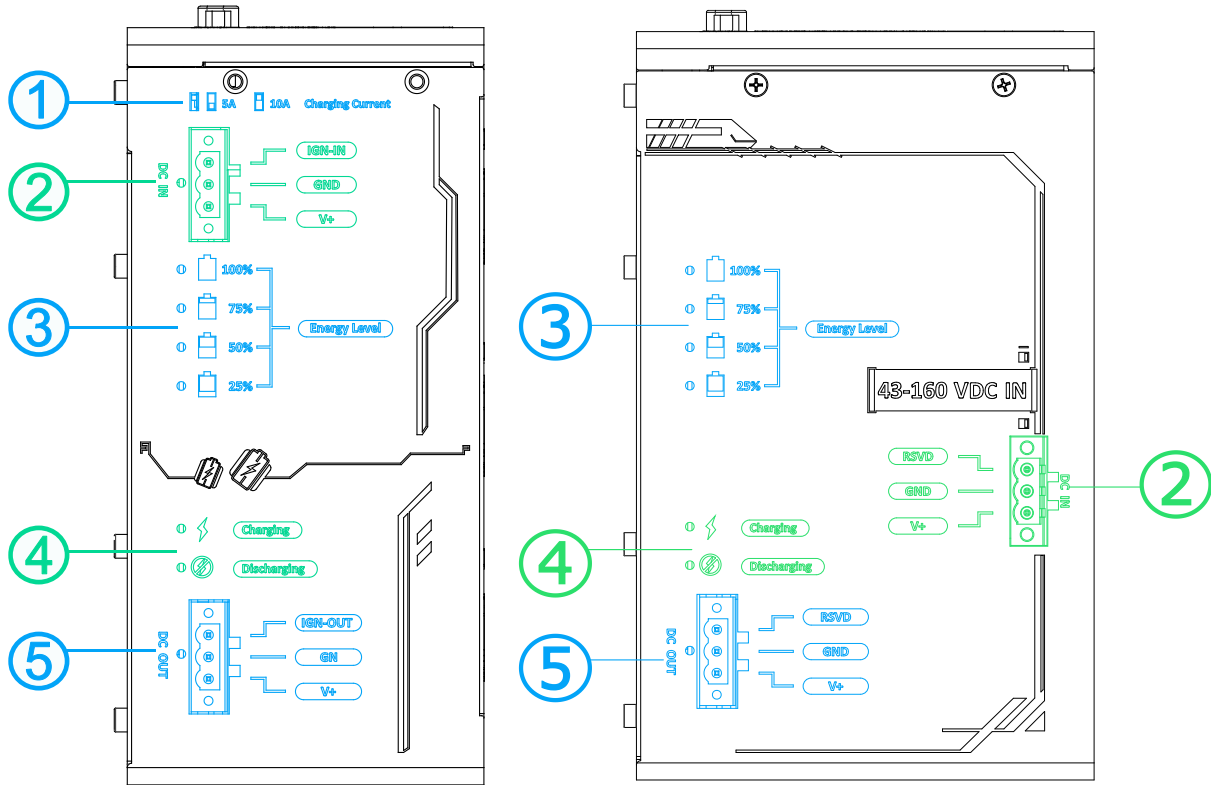 1
5A
10A Charging Current
2
DC IN
IGN-IN
GND
V+
3
100%
75%
50%
25%
Energy Level
4
Charging
Discharging
5
DC OUT
IGN-OUT
GN
V+
3
100%
75%
50%
25%
Energy Level
43-160 VDC IN
2
RSVD
GND
V+
DC IN
4
Charging
Discharging
5
DC OUT
RSVD
GND
V+